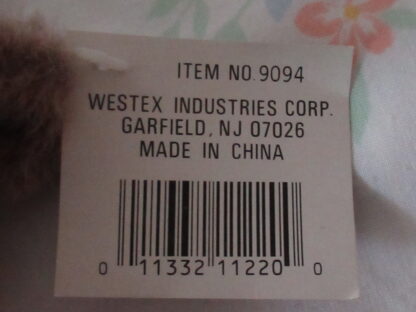 ITEM NO.9094
WESTEX INDUSTRIES CORP.
GARFIELD, NJ 07026
MADE IN CHINA
0 11332 11220 0